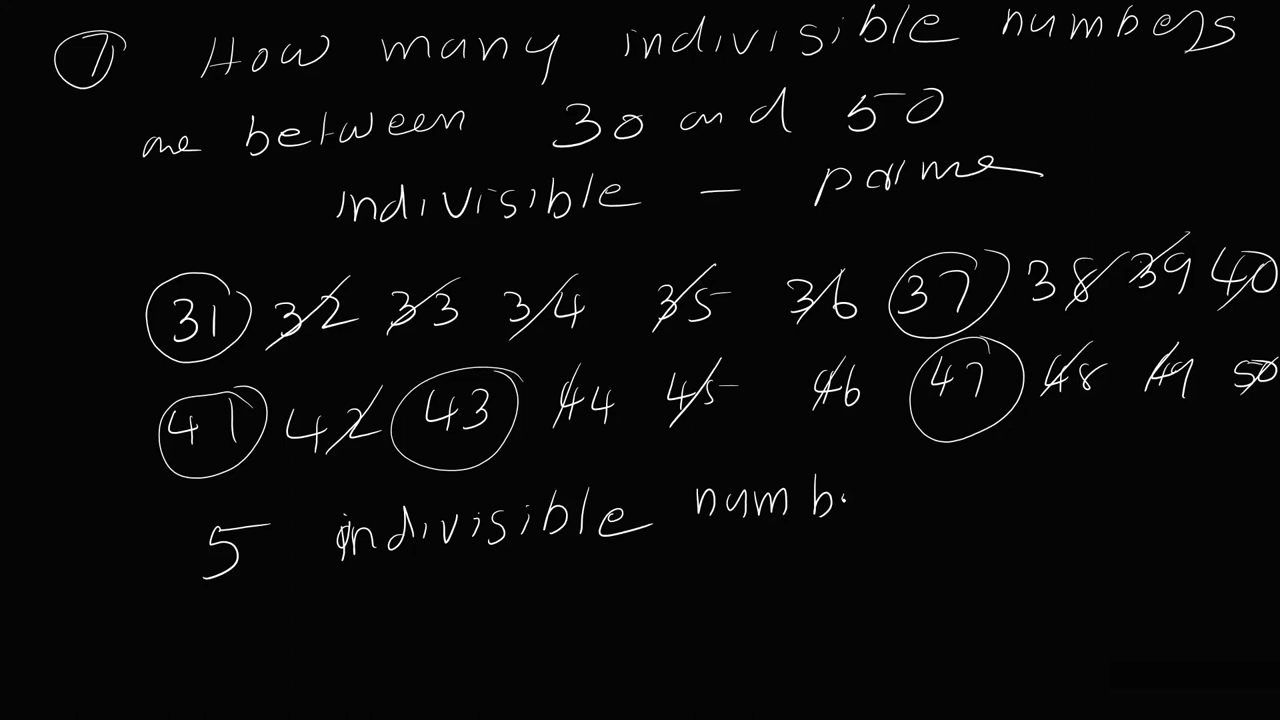 1 How many indivisible numbers
are between 30 and 50
indivisible - prime
31 32 33 34 35 36 37 38 39 40
41 42 43 44 45 46 47 48 49 50
5 indivisible numb